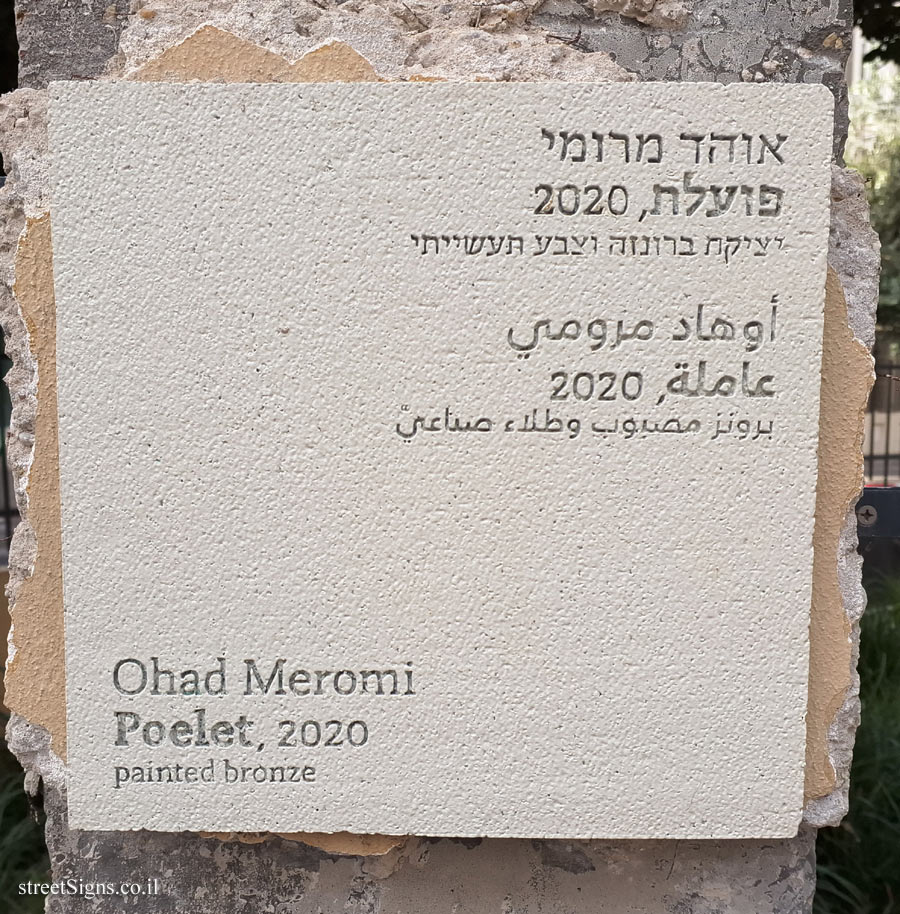 אוהד מרומי
פועלת, 2020
יציקת ברונזה וצבע תעשייתי
أوهاد مرومي
عاملة, 2020
برونز مصبوب وطلاء صناعيّ
Ohad Meromi
Poelet, 2020
painted bronze
streetSigns.co.il